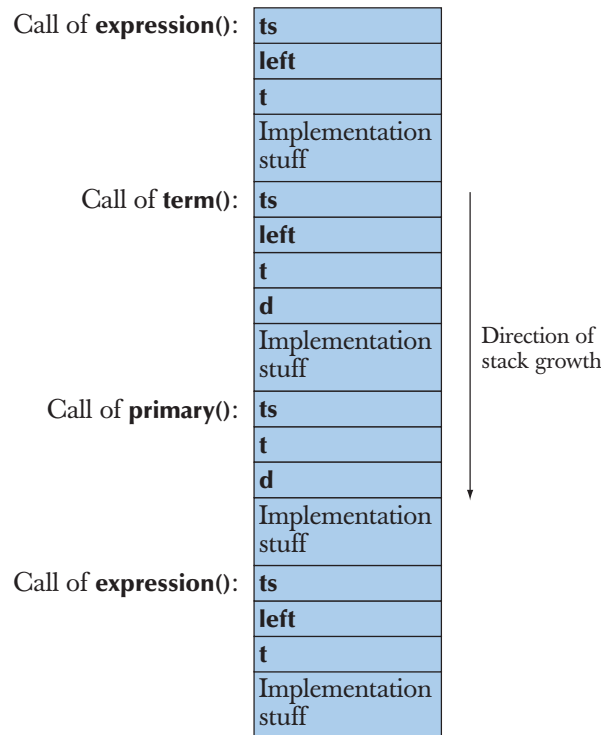 Call of expression(): ts
left
t
Implementation
stuff
Call of term(): ts
left
t
d
Implementation
stuff
Direction of
stack growth
Call of primary(): ts
t
d
Implementation
stuff
Call of expression(): ts
left
t
Implementation
stuff